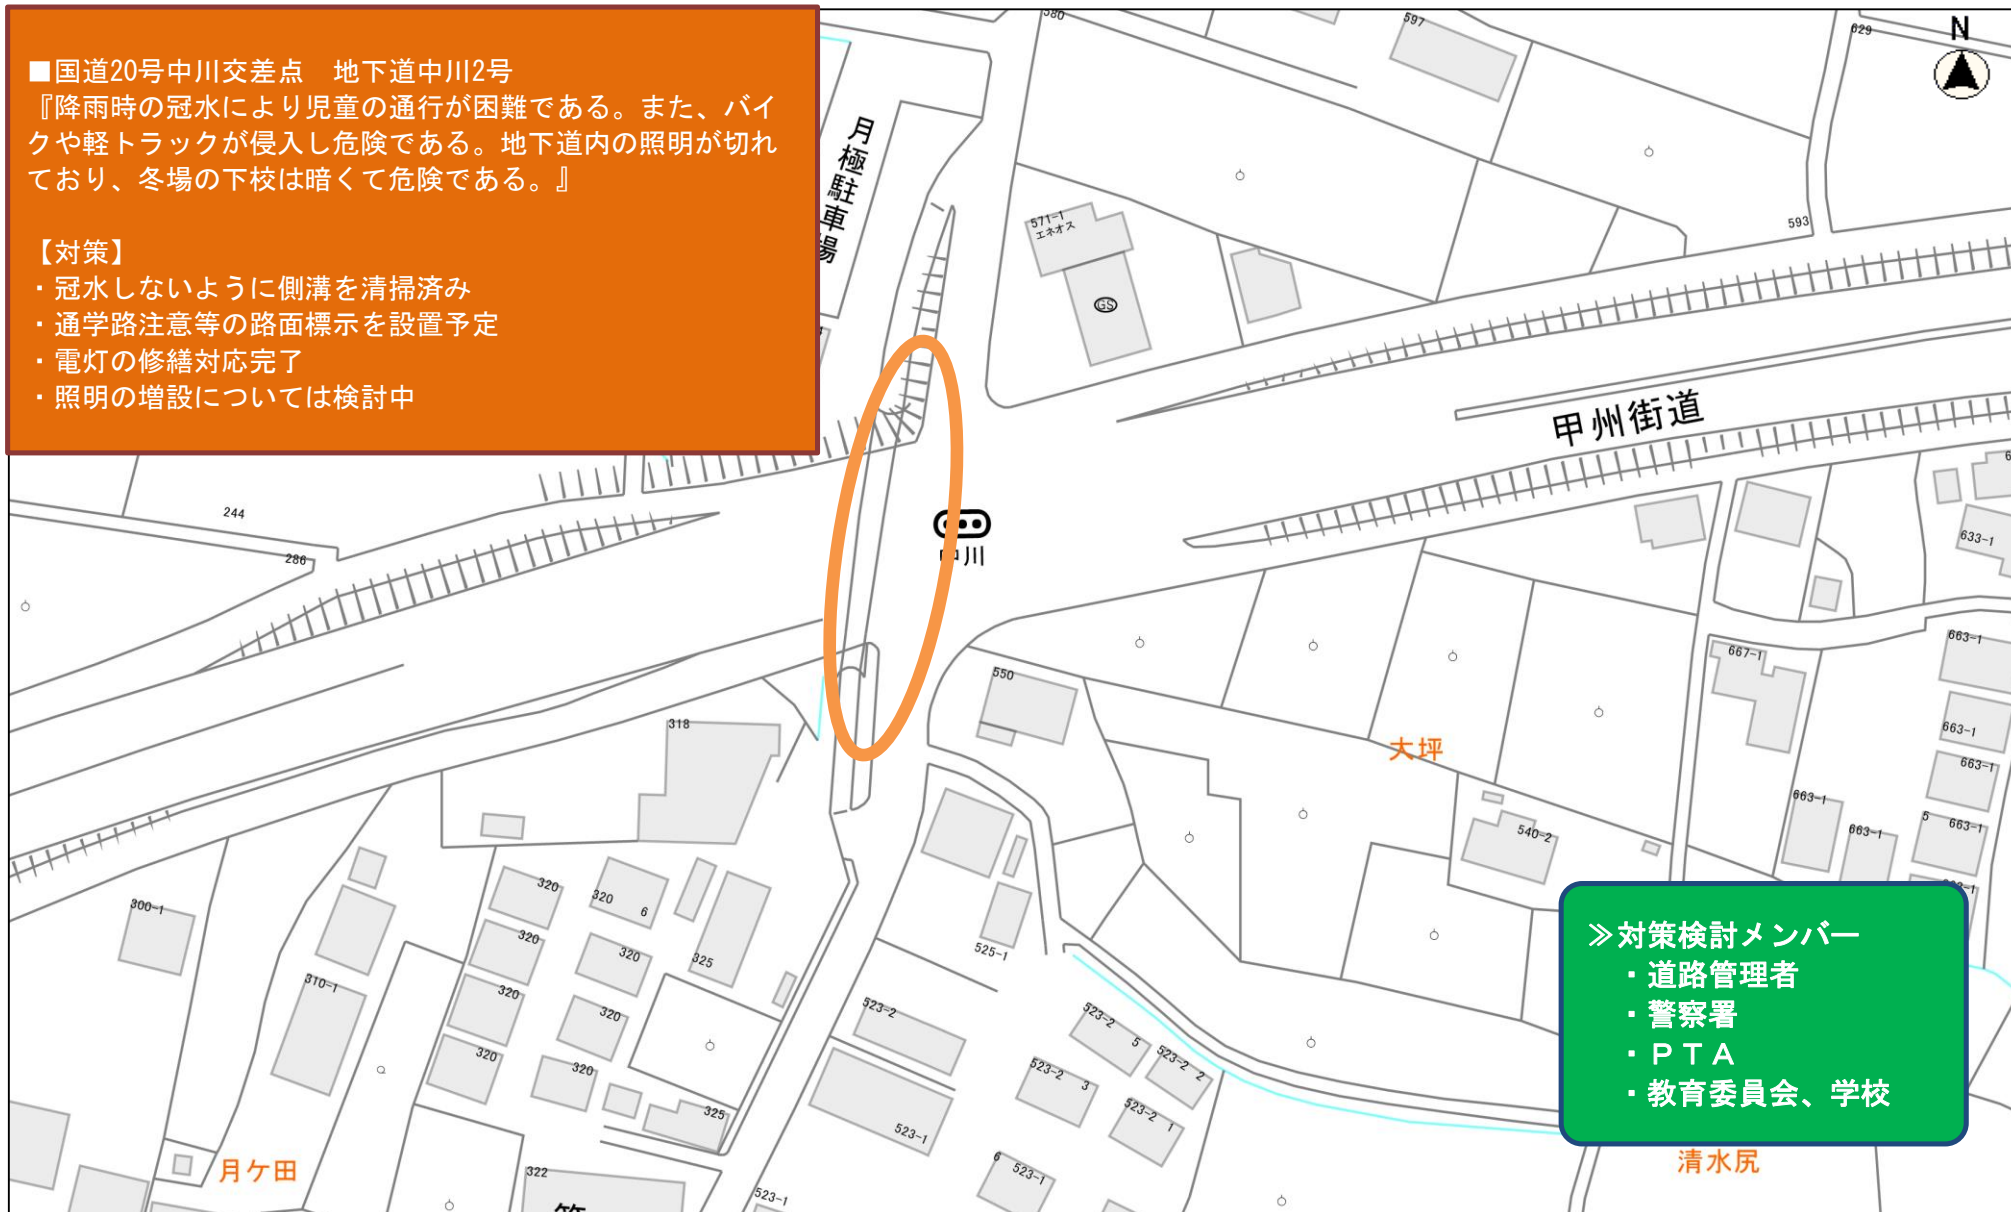 ■国道20号中川交差点　地下道中川2号
『降雨時の冠水により児童の通行が困難である。また、バイ
クや軽トラックが侵入し危険である。地下道内の照明が切れ
ており、冬場の下校は暗くて危険である。』
【対策】
・冠水しないように側溝を清掃済み
・通学路注意等の路面標示を設置予定
・電灯の修繕対応完了
・照明の増設については検討中
月極駐車場
580
597
629
N
571-1
エネオス
GS
593
甲州街道
244
286
中川
633-1
663-1
667-1
550
318
大坪
663-1
663-1
663-1
663-1
5 663-1
540-2
300-1
320
320 6
320
320
325
525-1
310-1
320
320
523-2
523-2 5
523-2 2
320
320
523-2 3
523-2 1
325
523-1
月ケ田
322
6 523-1
523-1
≫対策検討メンバー
・道路管理者
・警察署
・ＰＴＡ
・教育委員会、学校
清水尻